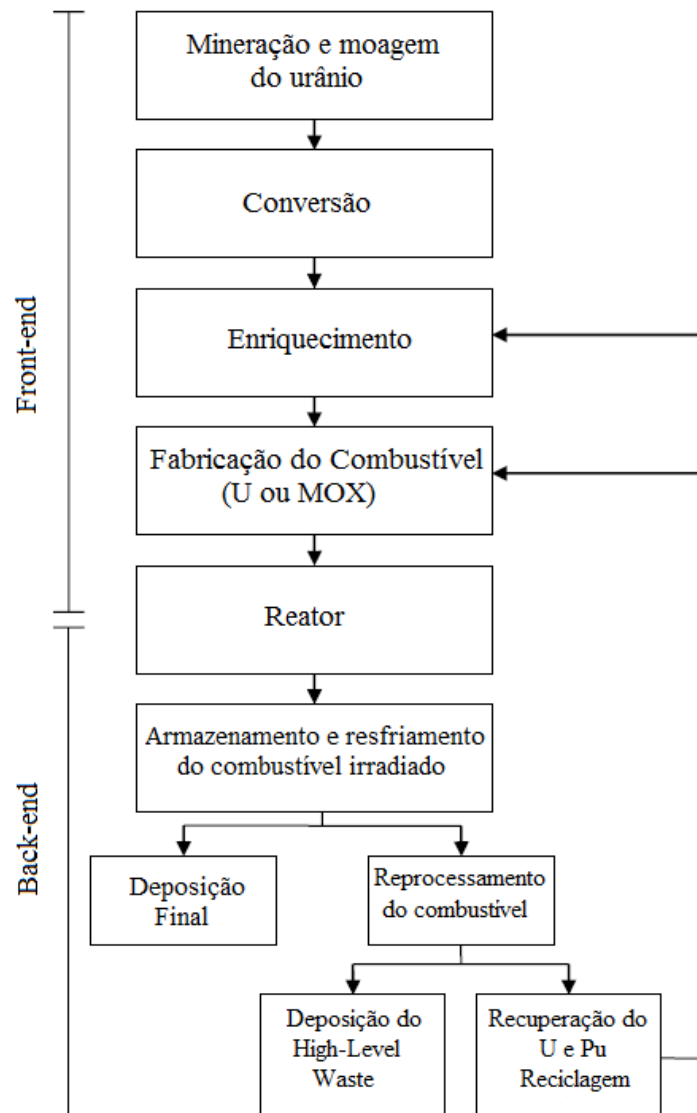 Mineração e moagem
do urânio
Conversão
Enriquecimento
Fabricação do Combustível
(U ou MOX)
Reator
Armazenamento e resfriamento
do combustível irradiado
Deposição
Final
Reprocessamento
do combustível
Deposição do
High-Level
Waste
Recuperação do
U e Pu
Reciclagem
Front-end
Back-end